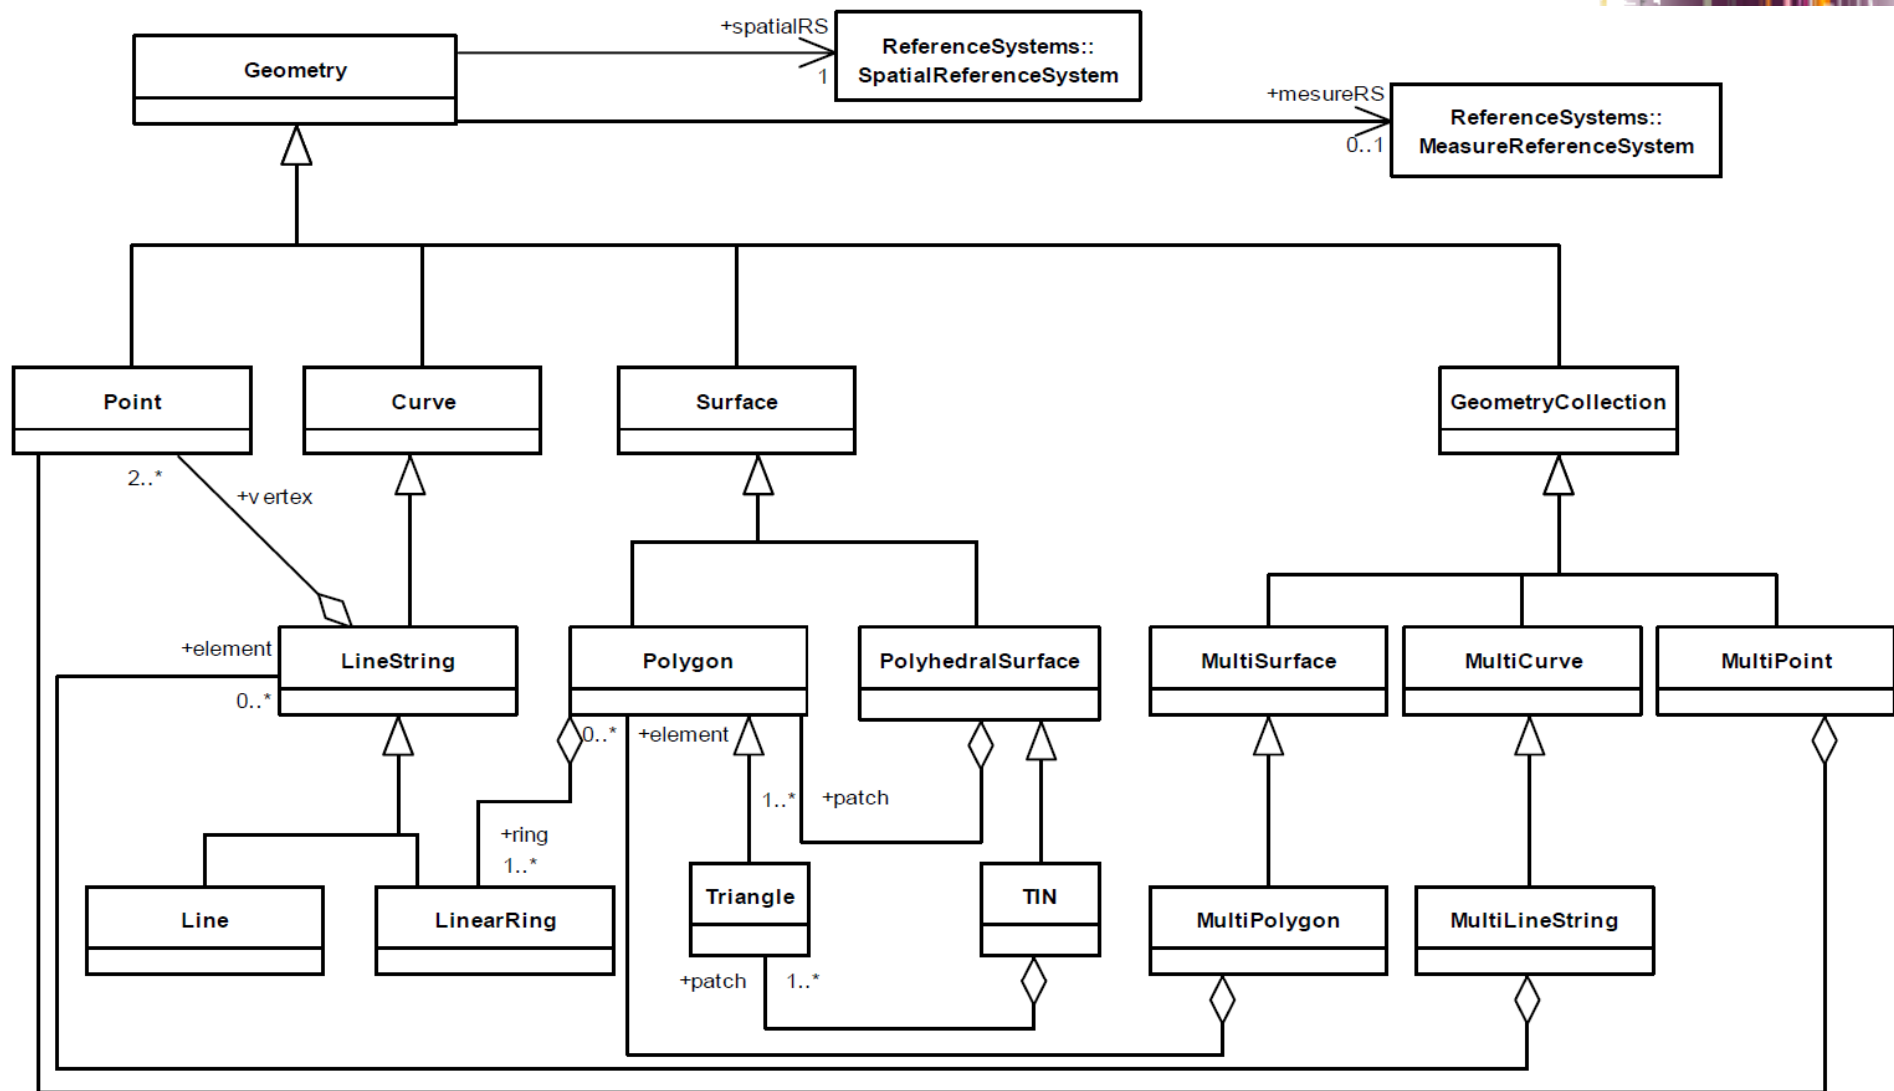 +spatialRS
Geometry
ReferenceSystems::
SpatialReferenceSystem
1
+mesureRS
ReferenceSystems::
MeasureReferenceSystem
0..1
Point
Curve
Surface
GeometryCollection
2..*
+vertex
+element
LineString
Polygon
PolyhedralSurface
MultiSurface
MultiCurve
MultiPoint
0..*
0..*
+element
1..*
+patch
+ring
1..*
Line
LinearRing
Triangle
TIN
MultiPolygon
MultiLineString
+patch
1..*